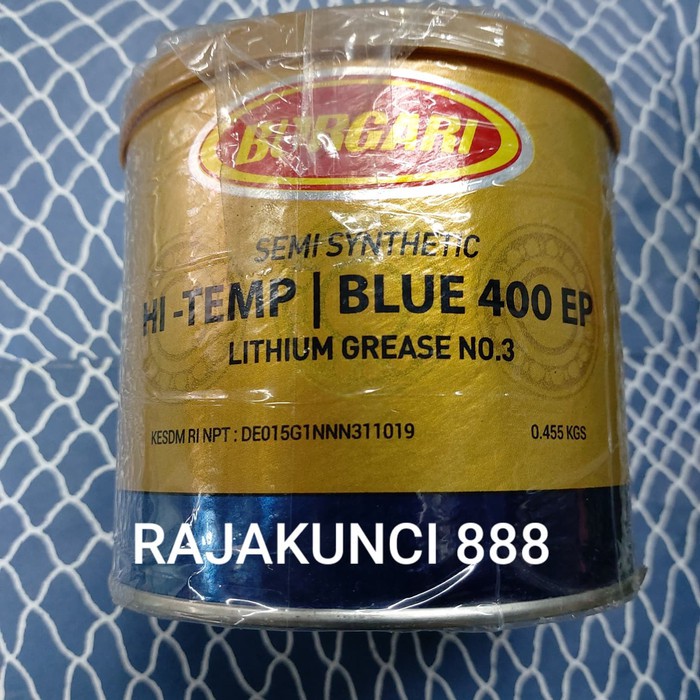 BURGARI
SEMI SYNTHETIC
HI-TEMP | BLUE 400 EP
LITHIUM GREASE NO.3
KESDM RI NPT : DE015G1NNN311019 0.455 KGS
RAJAKUNCI 888